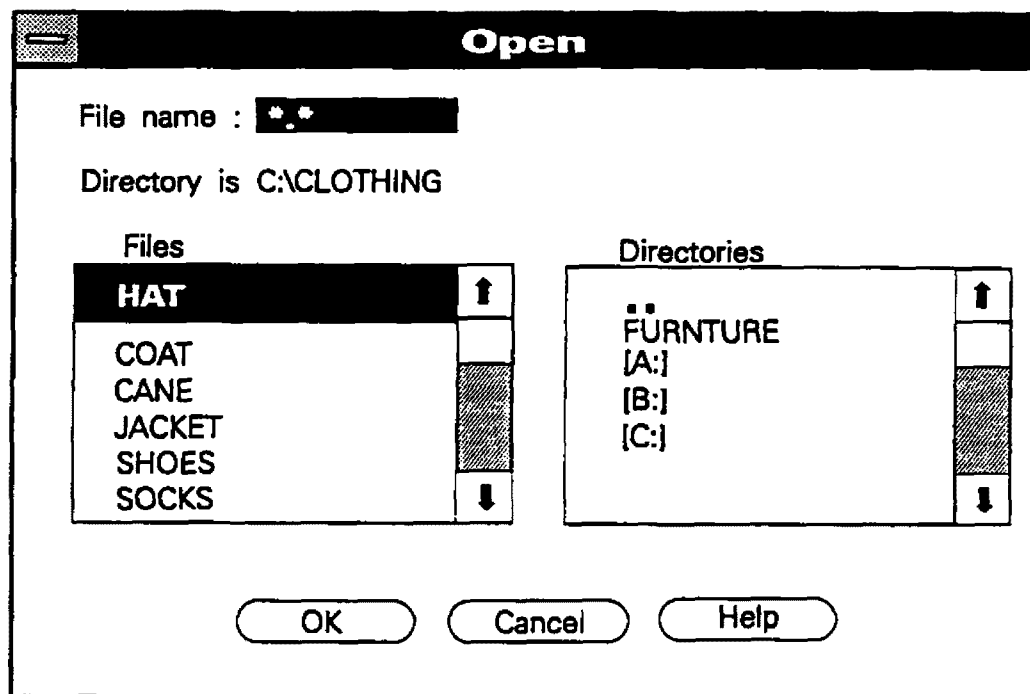 Open
File name : *.*
Directory is C:\CLOTHING
Files
HAT
COAT
CANE
JACKET
SHOES
SOCKS
Directories
..
FURNTURE
[A:]
[B:]
[C:]
OK Cancel Help